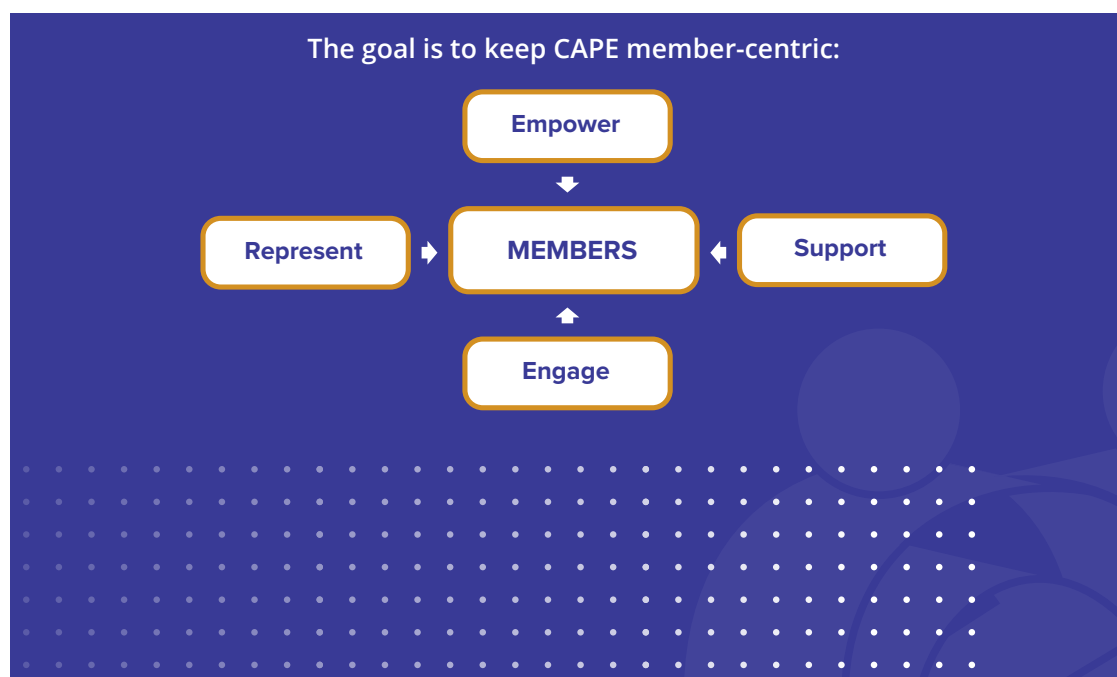 The goal is to keep CAPE member-centric:
Empower
Represent
MEMBERS
Support
Engage